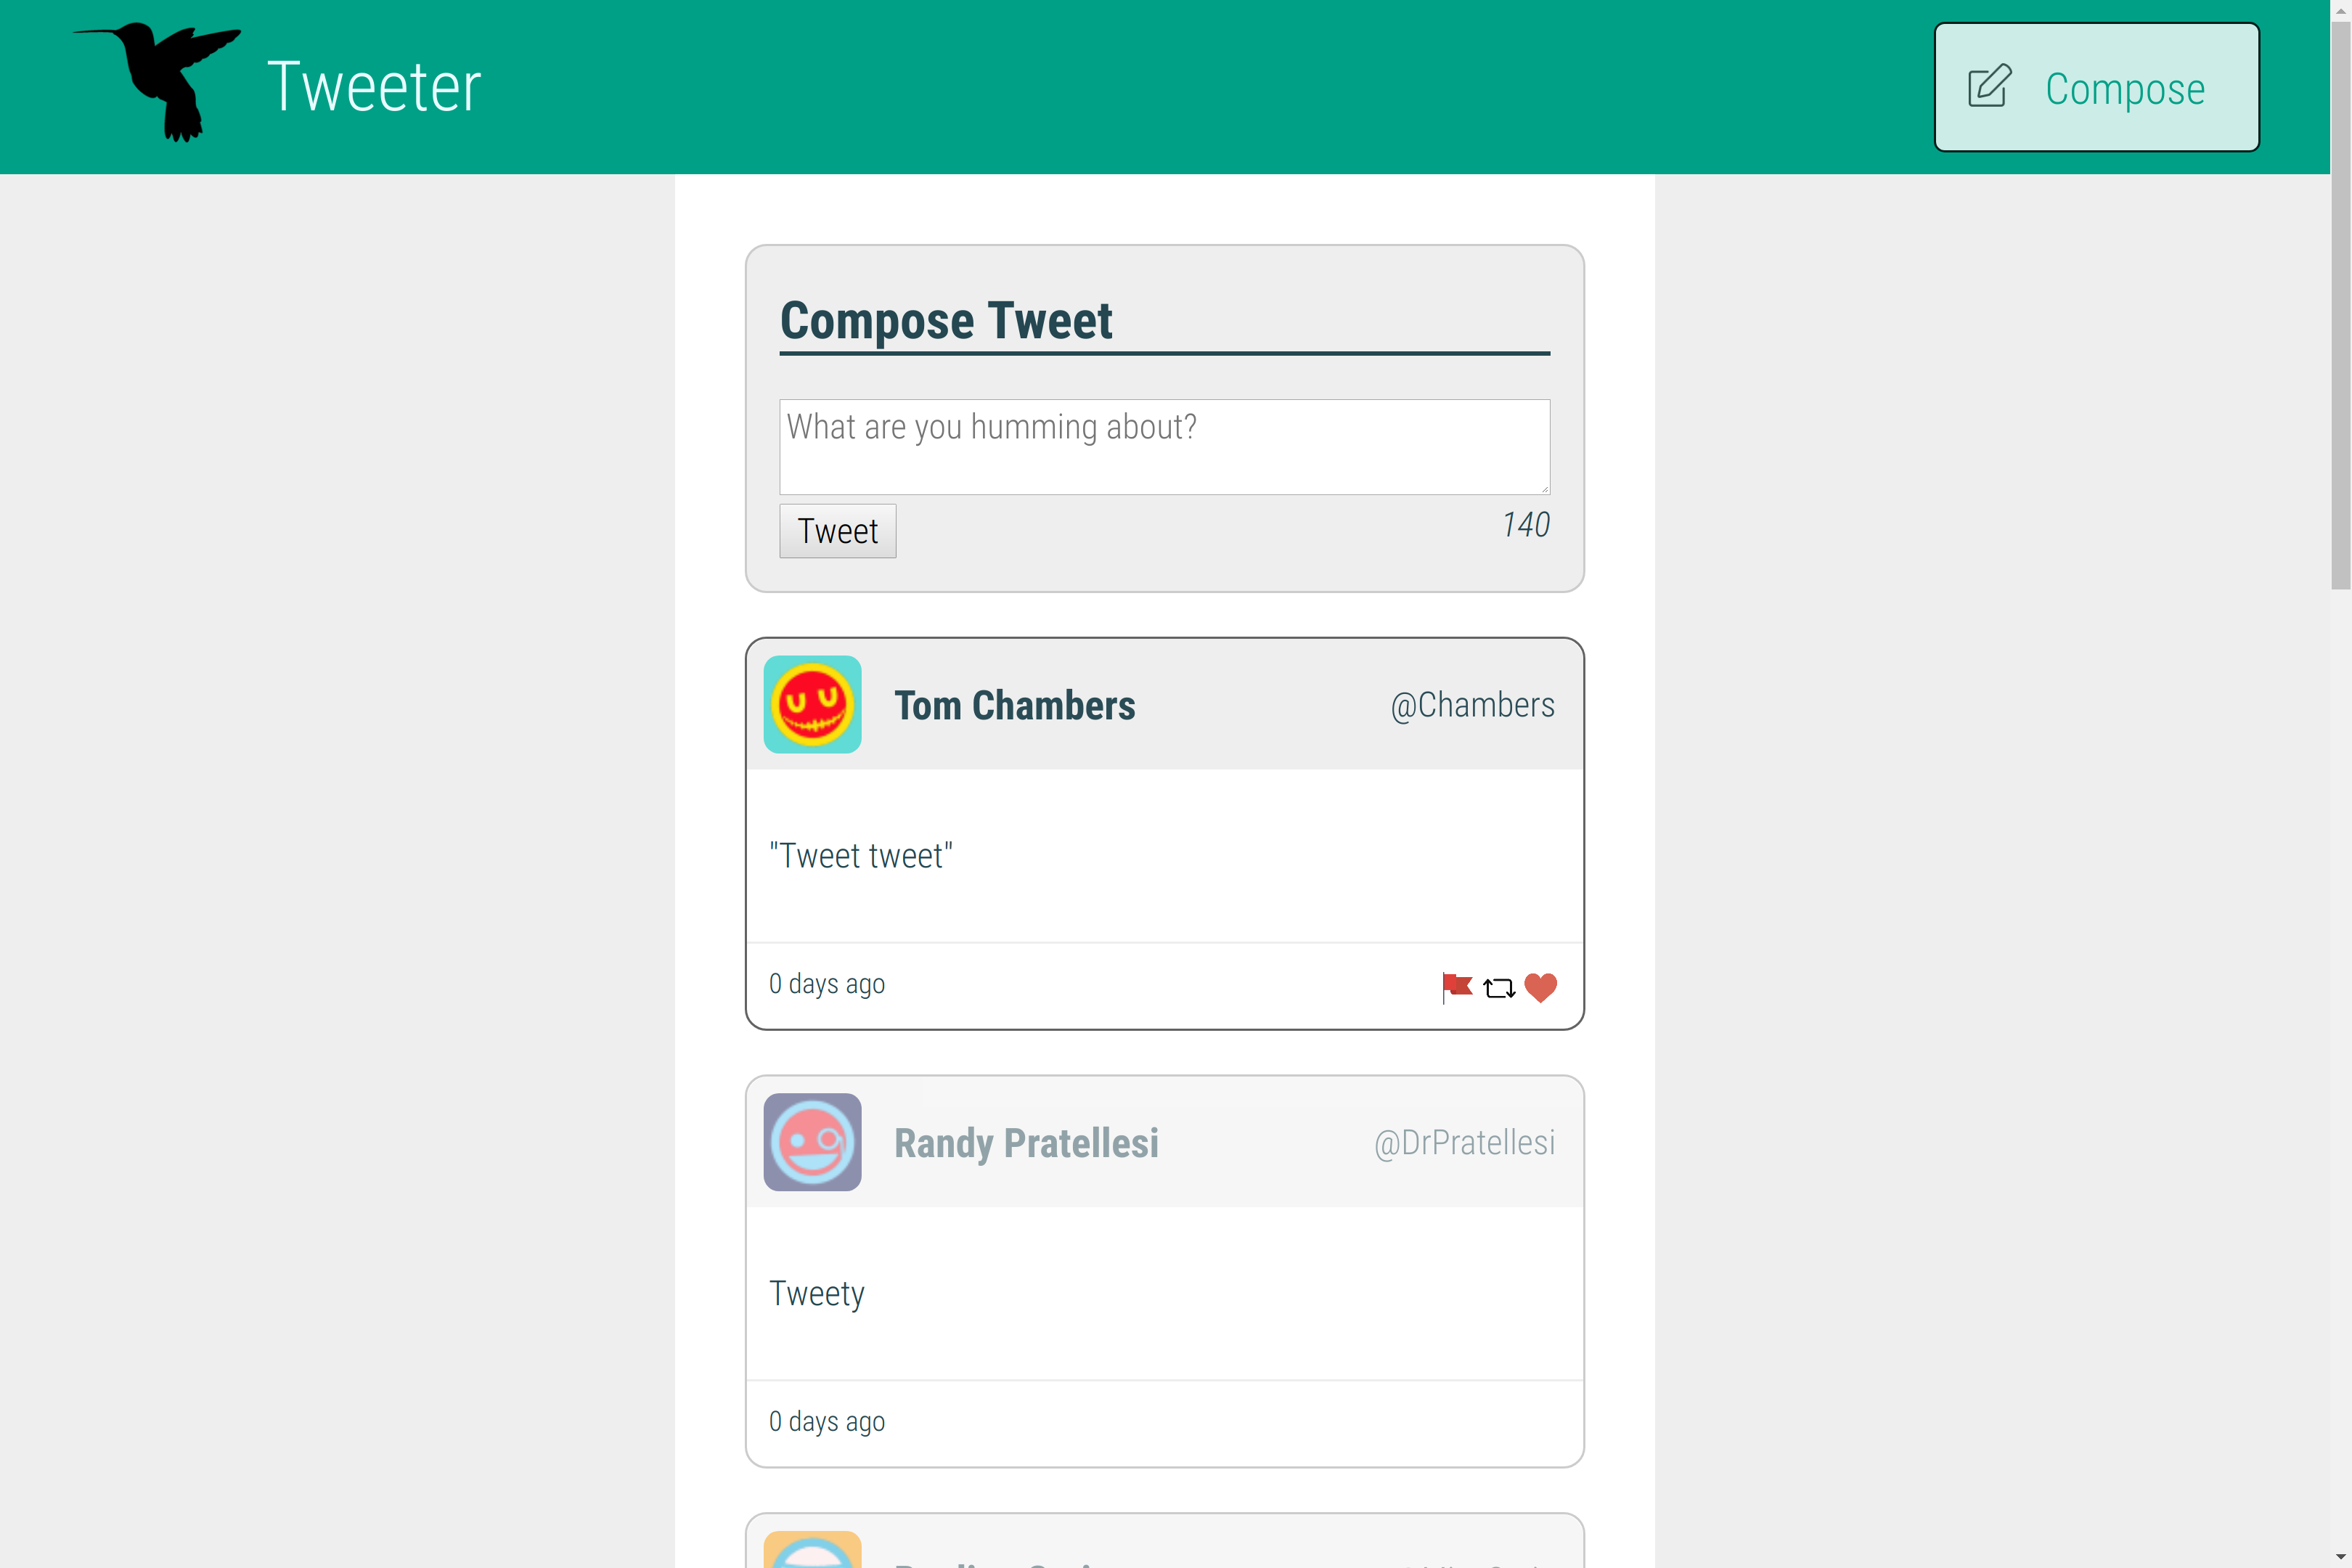 Tweeter
Compose
Compose Tweet
What are you humming about?
Tweet
140
Tom Chambers
@Chambers
"Tweet tweet"
0 days ago
Randy Pratellesi
@DrPratellesi
Tweety
0 days ago